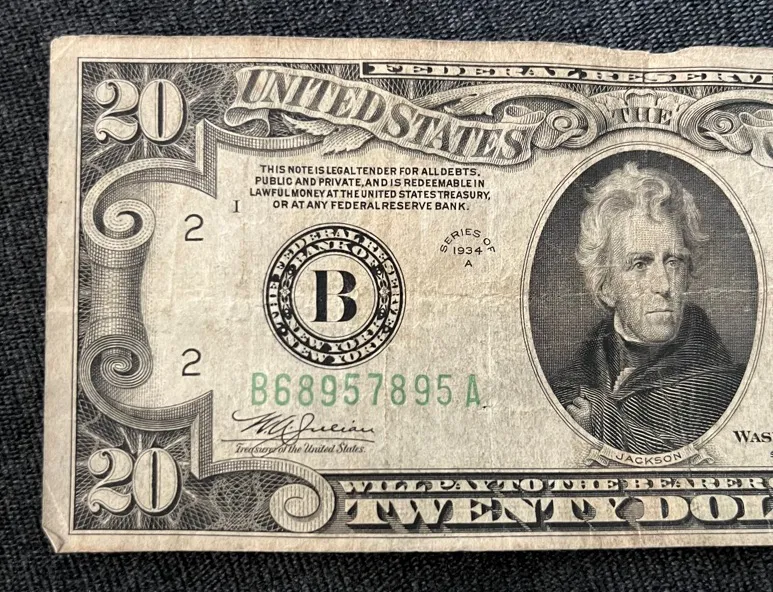 FEDERAL RESERVE
20
UNITED STATES
THE
THIS NOTE IS LEGAL TENDER FOR ALL DEBTS,
PUBLIC AND PRIVATE, AND IS REDEEMABLE IN
LAWFUL MONEY AT THE UNITED STATES TREASURY,
OR AT ANY FEDERAL RESERVE BANK.
I
2
SERIES OF
1934
A
THE FEDERAL RESERVE
BANK OF
B
NEW YORK
NEW YORK
2
B68957895A
W A Julian
Treasurer of the United States.
WAS
JACKSON
20
WILL PAY TO THE BEARER
TWENTY DOL